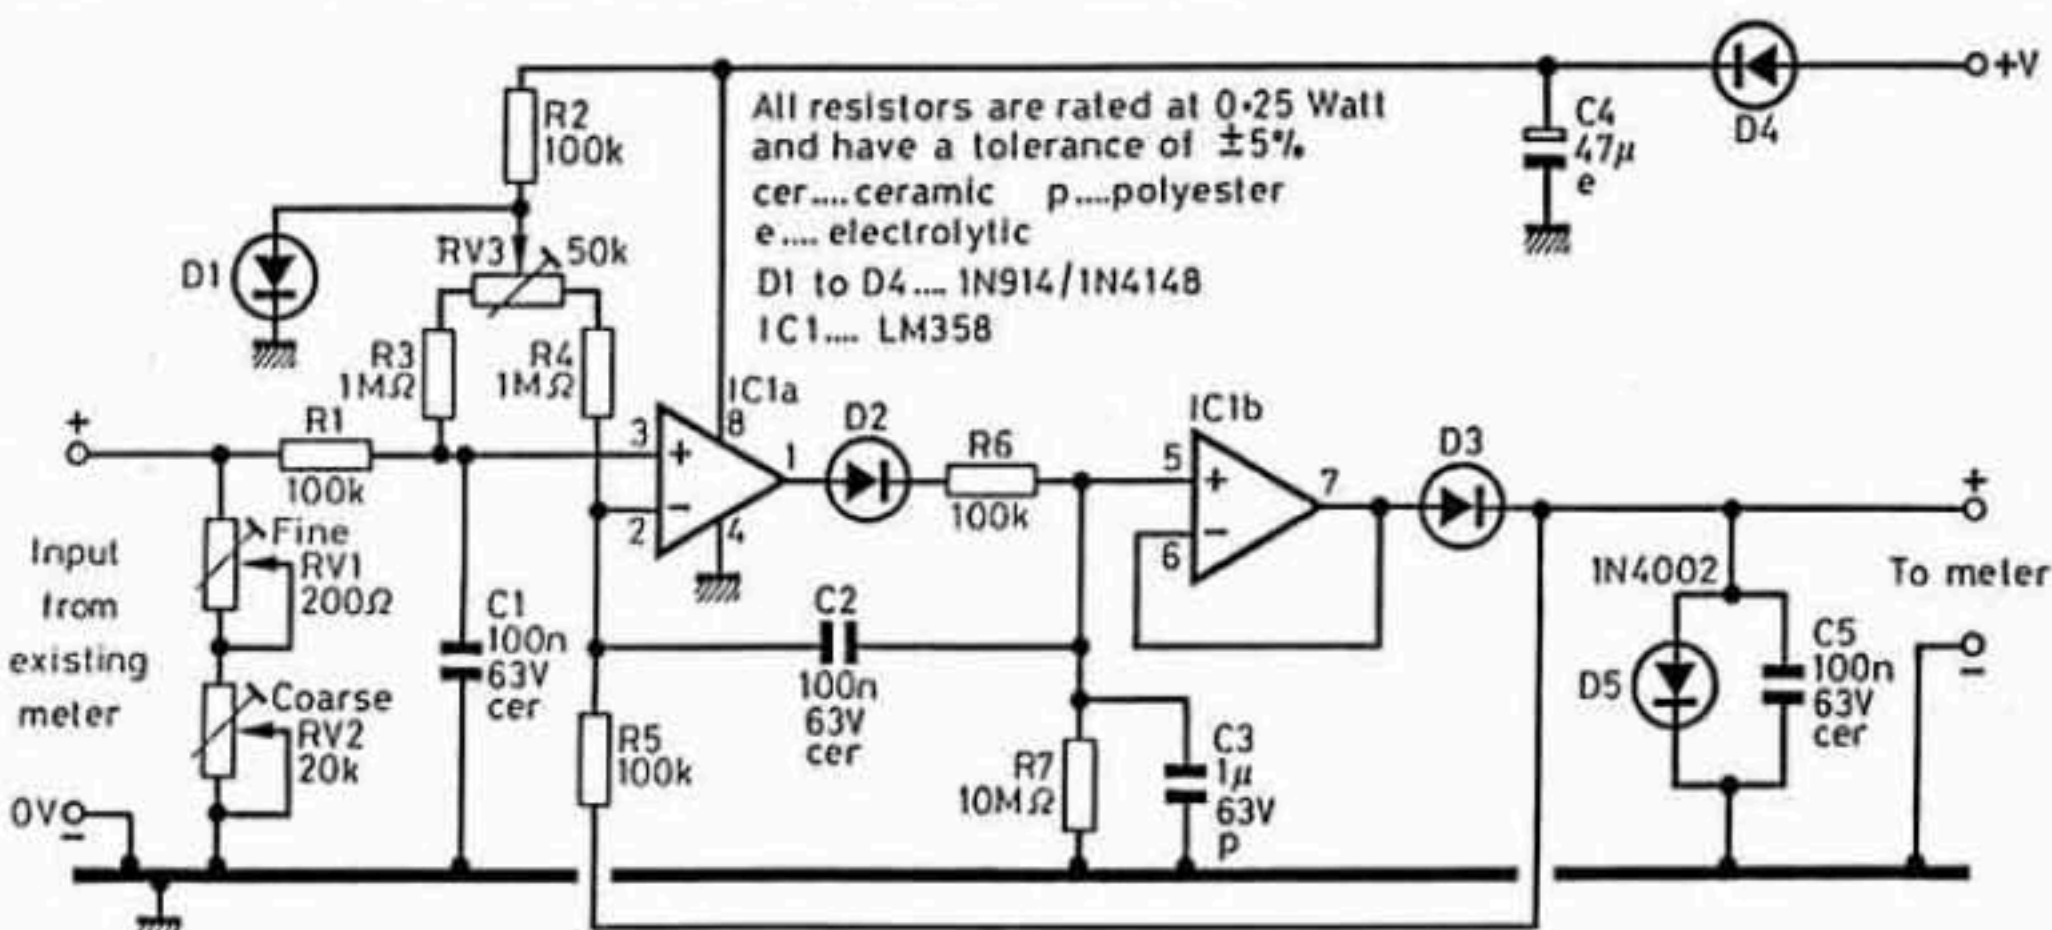 +V
D4
C4
47µ
e
R2
100k
All resistors are rated at 0·25 Watt
and have a tolerance of ±5%
cer....ceramic p....polyester
e.... electrolytic
D1 to D4.... 1N914/1N4148
IC1.... LM358
D1
RV3
50k
R3
1MΩ
R4
1MΩ
+
R1
100k
3
+
2
-
IC1a
8
4
1
D2
R6
100k
IC1b
5
+
6
-
7
D3
+
Input
from
existing
meter
Fine
RV1
200Ω
Coarse
RV2
20k
0V
-
C1
100n
63V
cer
C2
100n
63V
cer
R5
100k
R7
10MΩ
C3
1µ
63V
p
1N4002
D5
C5
100n
63V
cer
To meter
-